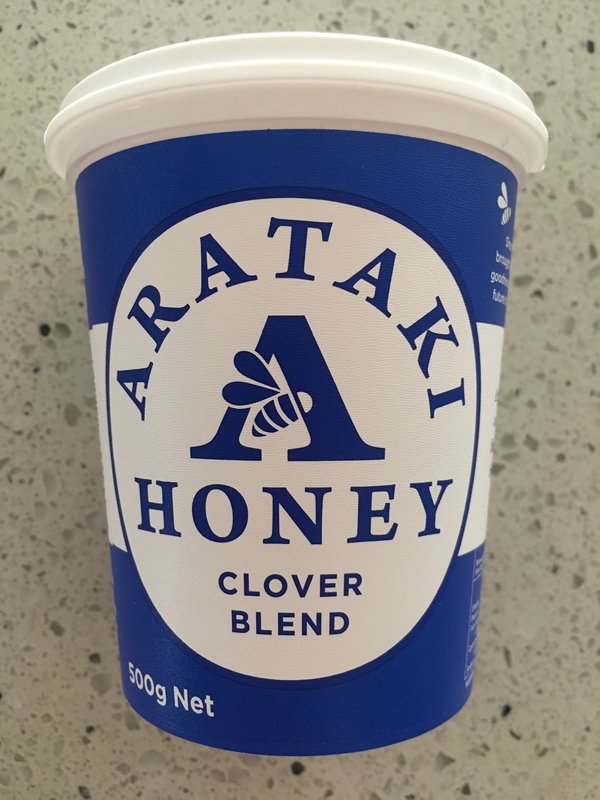 ARATAKI
A
HONEY
CLOVER
BLEND
500g Net